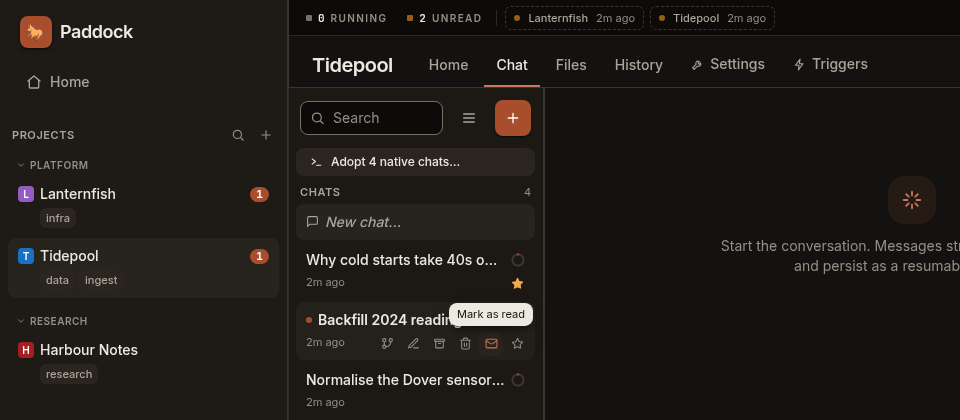 Paddock
Home
PROJECTS
PLATFORM
L Lanternfish 1
infra
T Tidepool 1
data ingest
RESEARCH
H Harbour Notes
research
0 RUNNING 2 UNREAD Lanternfish 2m ago Tidepool 2m ago
Tidepool Home Chat Files History Settings Triggers
Search
Adopt 4 native chats...
CHATS 4
New chat...
Why cold starts take 40s o...
2m ago
Mark as read
Backfill 2024 reading
2m ago
Normalise the Dover sensor...
2m ago
Start the conversation. Messages
and persist as a